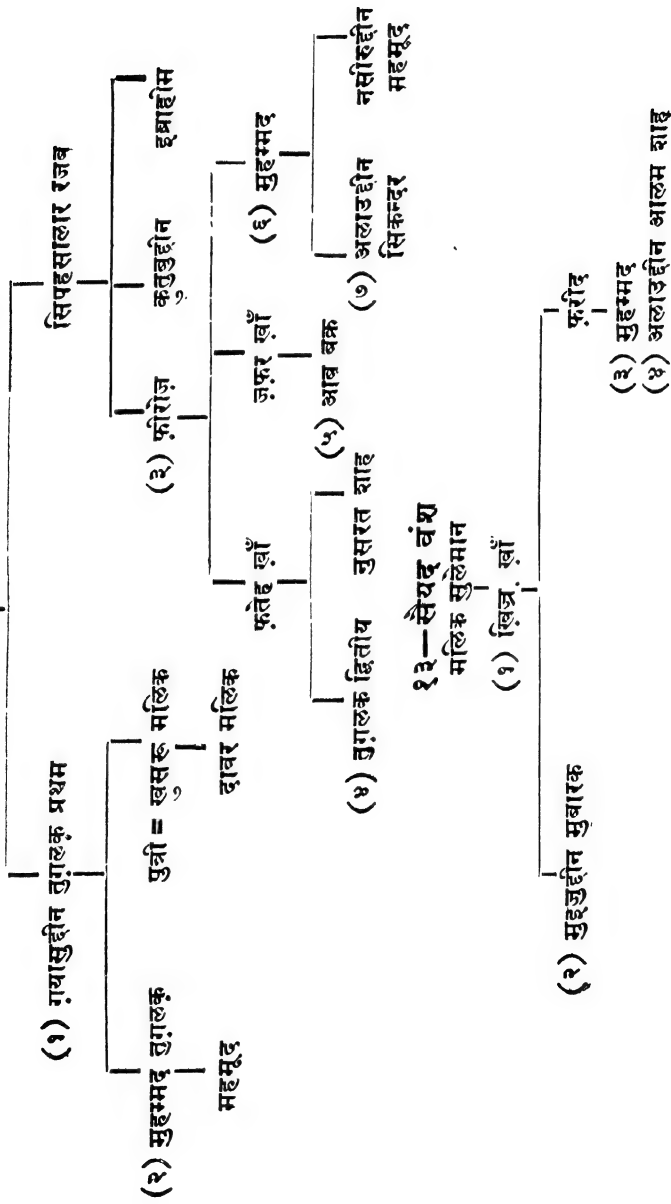 (१) ग़यासुद्दीन तुग़लक़ प्रथम
सिपहसालार रजब
(२) मुहम्मद तुग़लक़
पुत्री = खुसरू मलिक
(३) फ़ीरोज़
क़ुतुबुद्दीन
इब्राहीम
महमूद
दावर मलिक
फ़तेह ख़ाँ
ज़फ़र ख़ाँ
(६) मुहम्मद
(४) तुग़लक़ द्वितीय
नुसरत शाह
(५) आब बक्र
(७) अलाउद्दीन
सिकन्दर
नसीरुद्दीन
महमूद
१३—सैयद वंश
मलिक सुलेमान
(१) ख़िज़्र ख़ाँ
(२) मुइज़ुद्दीन मुबारक
फ़रीद
(३) मुहम्मद
(४) अलाउद्दीन आलम शाह